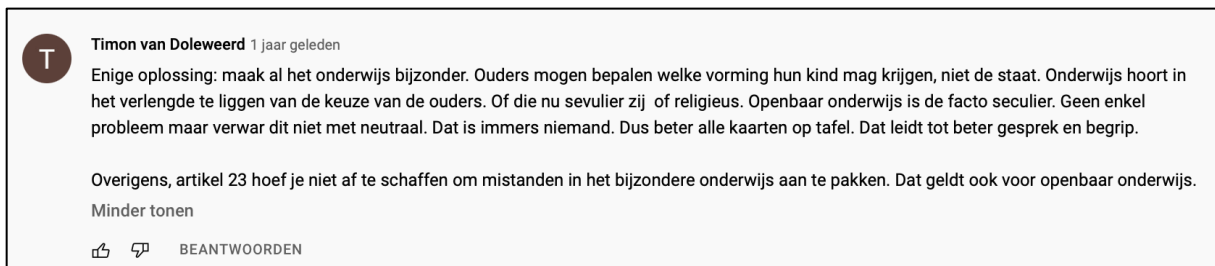 T
Timon van Doleweerd 1 jaar geleden
Enige oplossing: maak al het onderwijs bijzonder. Ouders mogen bepalen welke vorming hun kind mag krijgen, niet de staat. Onderwijs hoort in
het verlengde te liggen van de keuze van de ouders. Of die nu sevulier zij of religieus. Openbaar onderwijs is de facto seculier. Geen enkel
probleem maar verwar dit niet met neutraal. Dat is immers niemand. Dus beter alle kaarten op tafel. Dat leidt tot beter gesprek en begrip.
Overigens, artikel 23 hoef je niet af te schaffen om mistanden in het bijzondere onderwijs aan te pakken. Dat geldt ook voor openbaar onderwijs.
Minder tonen
BEANTWOORDEN